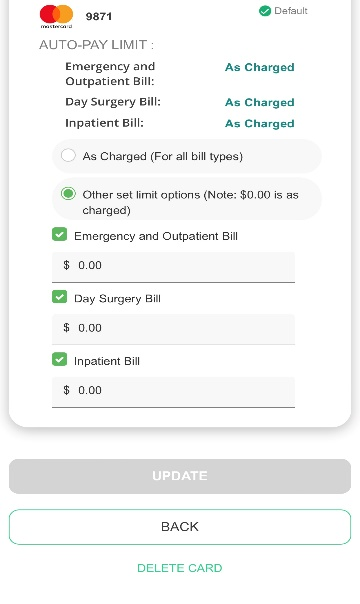 mastercard
9871
Default
AUTO-PAY LIMIT :
Emergency and
Outpatient Bill:
As Charged
Day Surgery Bill:
As Charged
Inpatient Bill:
As Charged
As Charged (For all bill types)
Other set limit options (Note: $0.00 is as
charged)
Emergency and Outpatient Bill
$ 0.00
Day Surgery Bill
$ 0.00
Inpatient Bill
$ 0.00
UPDATE
BACK
DELETE CARD